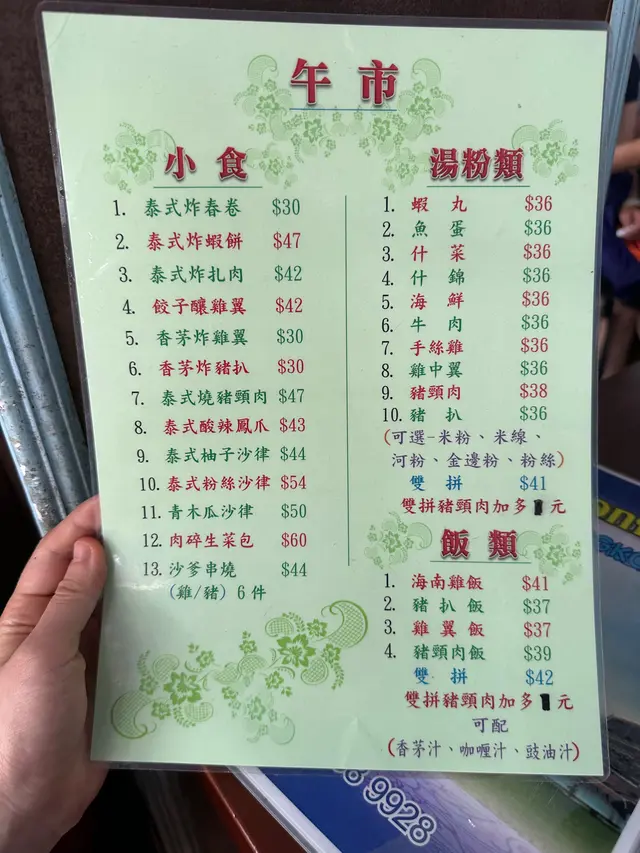 午市
小食
1. 泰式炸春卷 $30
2. 泰式炸蝦餅 $47
3. 泰式炸扎肉 $42
4. 餃子釀雞翼 $42
5. 香茅炸雞翼 $30
6. 香茅炸豬扒 $30
7. 泰式燒豬頸肉 $47
8. 泰式酸辣鳳爪 $43
9. 泰式柚子沙律 $44
10. 泰式粉絲沙律 $54
11. 青木瓜沙律 $50
12. 肉碎生菜包 $60
13. 沙爹串燒 $44
(雞/豬) 6 件
湯粉類
1. 蝦丸 $36
2. 魚蛋 $36
3. 什菜 $36
4. 什錦 $36
5. 海鮮 $36
6. 牛肉 $36
7. 手絲雞 $36
8. 雞中翼 $36
9. 豬頸肉 $38
10. 豬扒 $36
(可選-米粉、米線、
河粉、金邊粉、粉絲)
雙拼 $41
雙拼豬頸肉加多1元
飯類
1. 海南雞飯 $41
2. 豬扒飯 $37
3. 雞翼飯 $37
4. 豬頸肉飯 $39
雙拼 $42
雙拼豬頸肉加多1元
可配
(香茅汁、咖喱汁、豉油汁)
9928